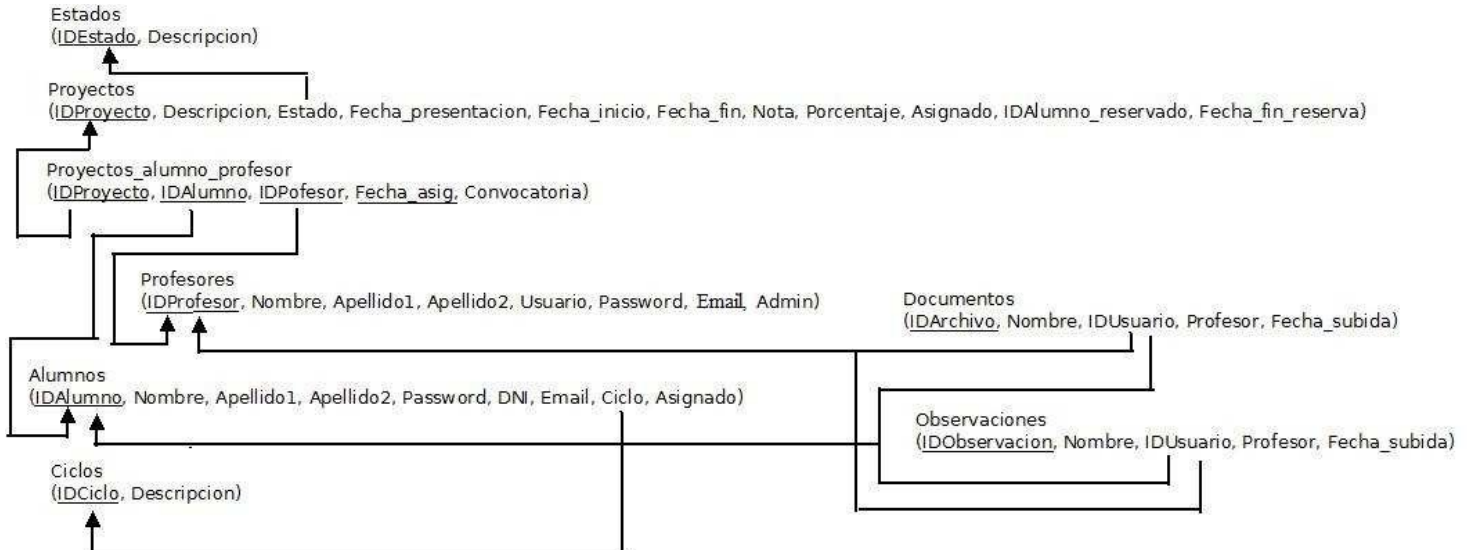 Estados
(IDEstado, Descripcion)
Proyectos
(IDProyecto, Descripcion, Estado, Fecha_presentacion, Fecha_inicio, Fecha_fin, Nota, Porcentaje, Asignado, IDAlumno_reservado, Fecha_fin_reserva)
Proyectos_alumno_profesor
(IDProyecto, IDAlumno, IDPofesor, Fecha_asig, Convocatoria)
Profesores
(IDProfesor, Nombre, Apellido1, Apellido2, Usuario, Password, Email, Admin)
Documentos
(IDArchivo, Nombre, IDUsuario, Profesor, Fecha_subida)
Alumnos
(IDAlumno, Nombre, Apellido1, Apellido2, Password, DNI, Email, Ciclo, Asignado)
Observaciones
(IDObservacion, Nombre, IDUsuario, Profesor, Fecha_subida)
Ciclos
(IDCiclo, Descripcion)